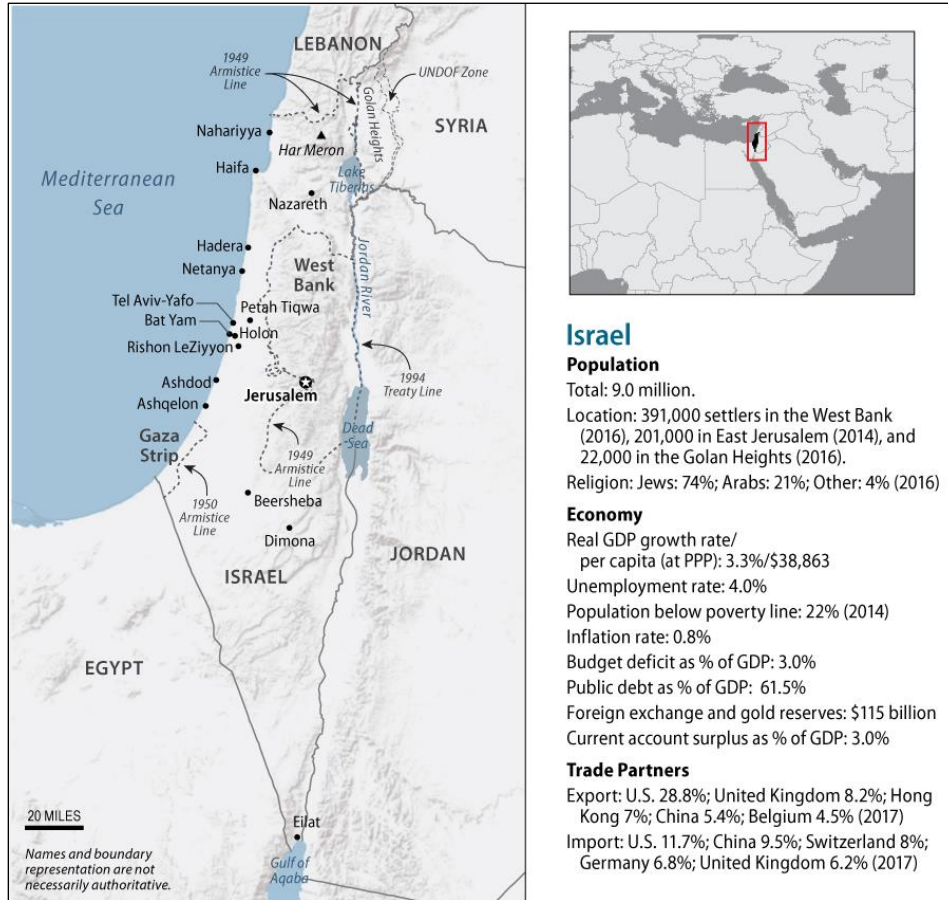 LEBANON
1949
Armistice
Line
UNDOF Zone
Golan Heights
SYRIA
Nahariyya
Har Meron
Haifa
Lake
Tiberias
Mediterranean
Sea
Nazareth
Hadera
Jordan River
West
Bank
Netanya
Tel Aviv-Yafo
Petah Tiqwa
Bat Yam
Holon
Rishon LeZiyyon
1994
Treaty Line
Ashdod
Jerusalem
Ashqelon
Dead
Sea
Gaza
Strip
1949
Armistice
Line
1950
Armistice
Line
Beersheba
Dimona
JORDAN
ISRAEL
EGYPT
20 MILES
Eilat
Names and boundary
representation are not
necessarily authoritative.
Gulf of
Aqaba
Israel
Population
Total: 9.0 million.
Location: 391,000 settlers in the West Bank
(2016), 201,000 in East Jerusalem (2014), and
22,000 in the Golan Heights (2016).
Religion: Jews: 74%; Arabs: 21%; Other: 4% (2016)
Economy
Real GDP growth rate/
per capita (at PPP): 3.3%/$38,863
Unemployment rate: 4.0%
Population below poverty line: 22% (2014)
Inflation rate: 0.8%
Budget deficit as % of GDP: 3.0%
Public debt as % of GDP: 61.5%
Foreign exchange and gold reserves: $115 billion
Current account surplus as % of GDP: 3.0%
Trade Partners
Export: U.S. 28.8%; United Kingdom 8.2%; Hong
Kong 7%; China 5.4%; Belgium 4.5% (2017)
Import: U.S. 11.7%; China 9.5%; Switzerland 8%;
Germany 6.8%; United Kingdom 6.2% (2017)